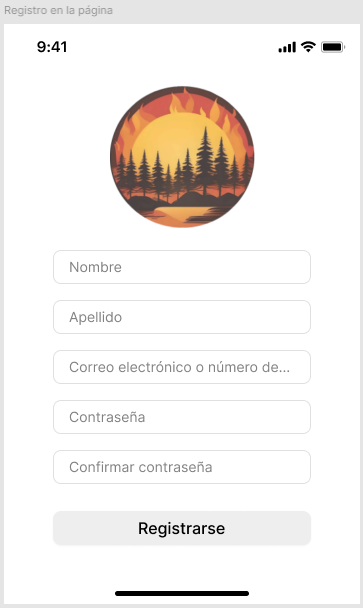 Registro en la página
9:41
Nombre
Apellido
Correo electrónico o número de...
Contraseña
Confirmar contraseña
Registrarse